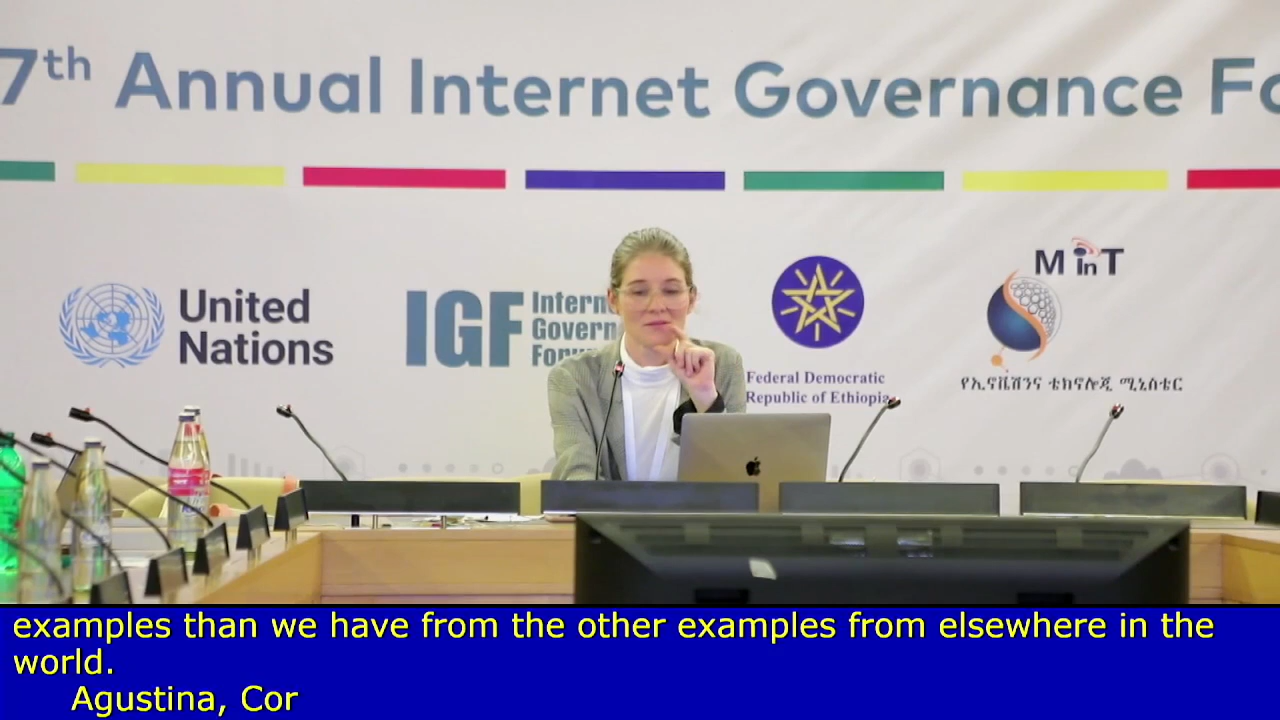 7th Annual Internet Governance Fo
United
Nations
IGF
Intern
Govern
Foru
Federal Democratic
Republic of Ethiopia
M in T
የኢኖቬሽንና ቴክኖሎጂ ሚኒስቴር
examples than we have from the other examples from elsewhere in the
world.
Agustina, Cor